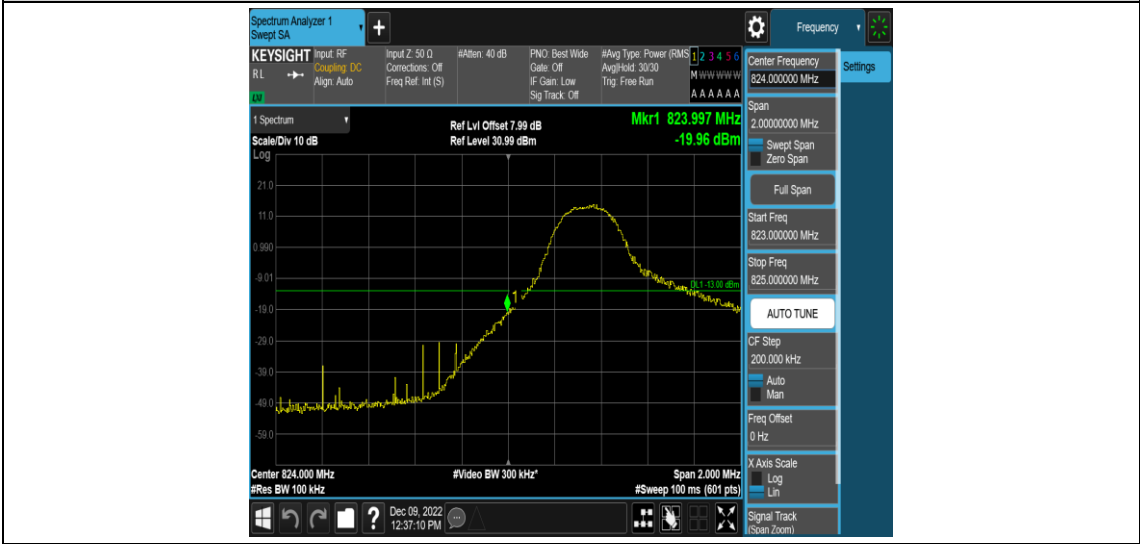 Spectrum Analyzer 1
Swept SA
Frequency
KEYSIGHT
RL
Input: RF
Coupling: DC
Align: Auto
Input Z: 50 Ω
Corrections: Off
Freq Ref: Int (S)
#Atten: 40 dB
PNO: Best Wide
Gate: Off
IF Gain: Low
Sig Track: Off
#Avg Type: Power (RMS
Avg|Hold: 30/30
Trig: Free Run
1 2 3 4 5 6
M W W W W W
A A A A A A
1 Spectrum
Scale/Div 10 dB
Log
Ref Lvl Offset 7.99 dB
Ref Level 30.99 dBm
Mkr1 823.997 MHz
-19.96 dBm
21.0
11.0
0.990
-9.01
-19.0
-29.0
-39.0
-49.0
-59.0
DL1 -13.00 dBm
1
Center 824.000 MHz
#Res BW 100 kHz
#Video BW 300 kHz*
Span 2.000 MHz
#Sweep 100 ms (601 pts)
Dec 09, 2022
12:37:10 PM
?
Center Frequency
824.000000 MHz
Settings
Span
2.00000000 MHz
Swept Span
Zero Span
Full Span
Start Freq
823.000000 MHz
Stop Freq
825.000000 MHz
AUTO TUNE
CF Step
200.000 kHz
Auto
Man
Freq Offset
0 Hz
X Axis Scale
Log
Lin
Signal Track
(Span Zoom)